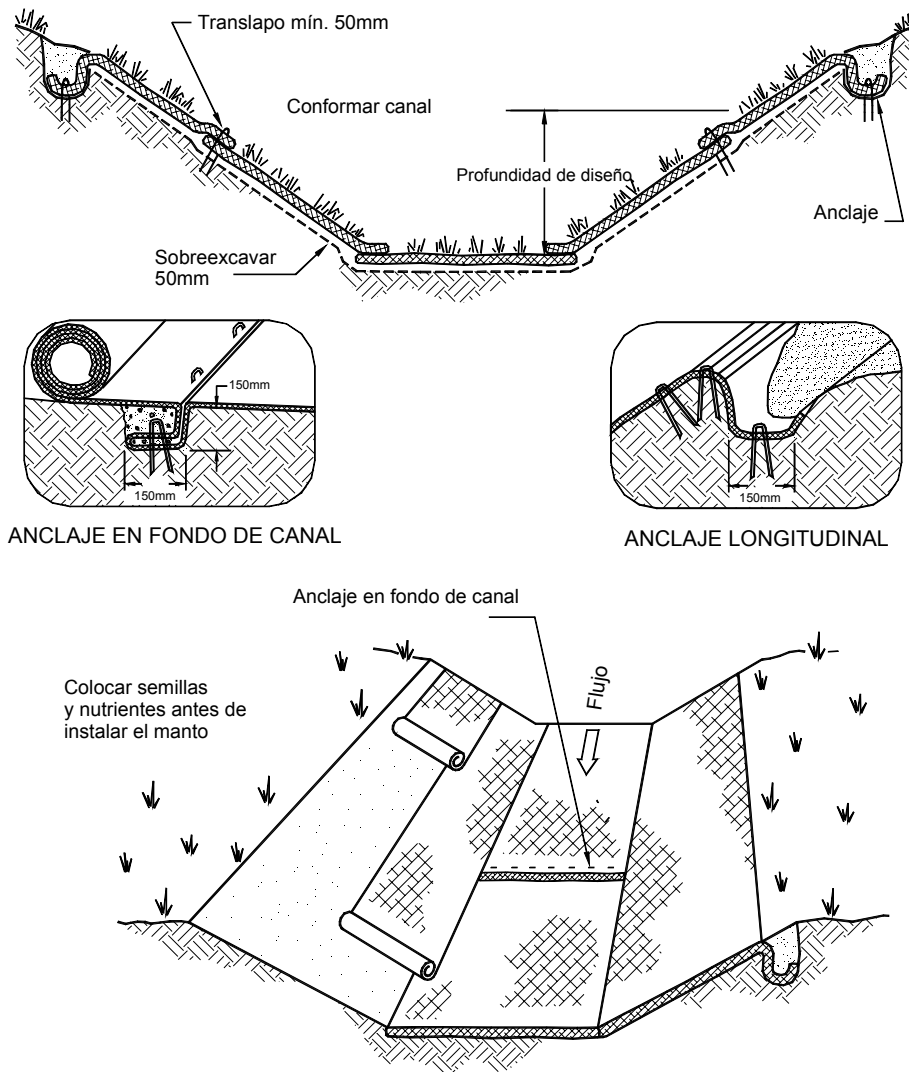 Translapo mín. 50mm
Conformar canal
Profundidad de diseño
Anclaje
Sobreexcavar
50mm
150mm
150mm
150mm
ANCLAJE EN FONDO DE CANAL
ANCLAJE LONGITUDINAL
Anclaje en fondo de canal
Flujo
Colocar semillas
y nutrientes antes de
instalar el manto